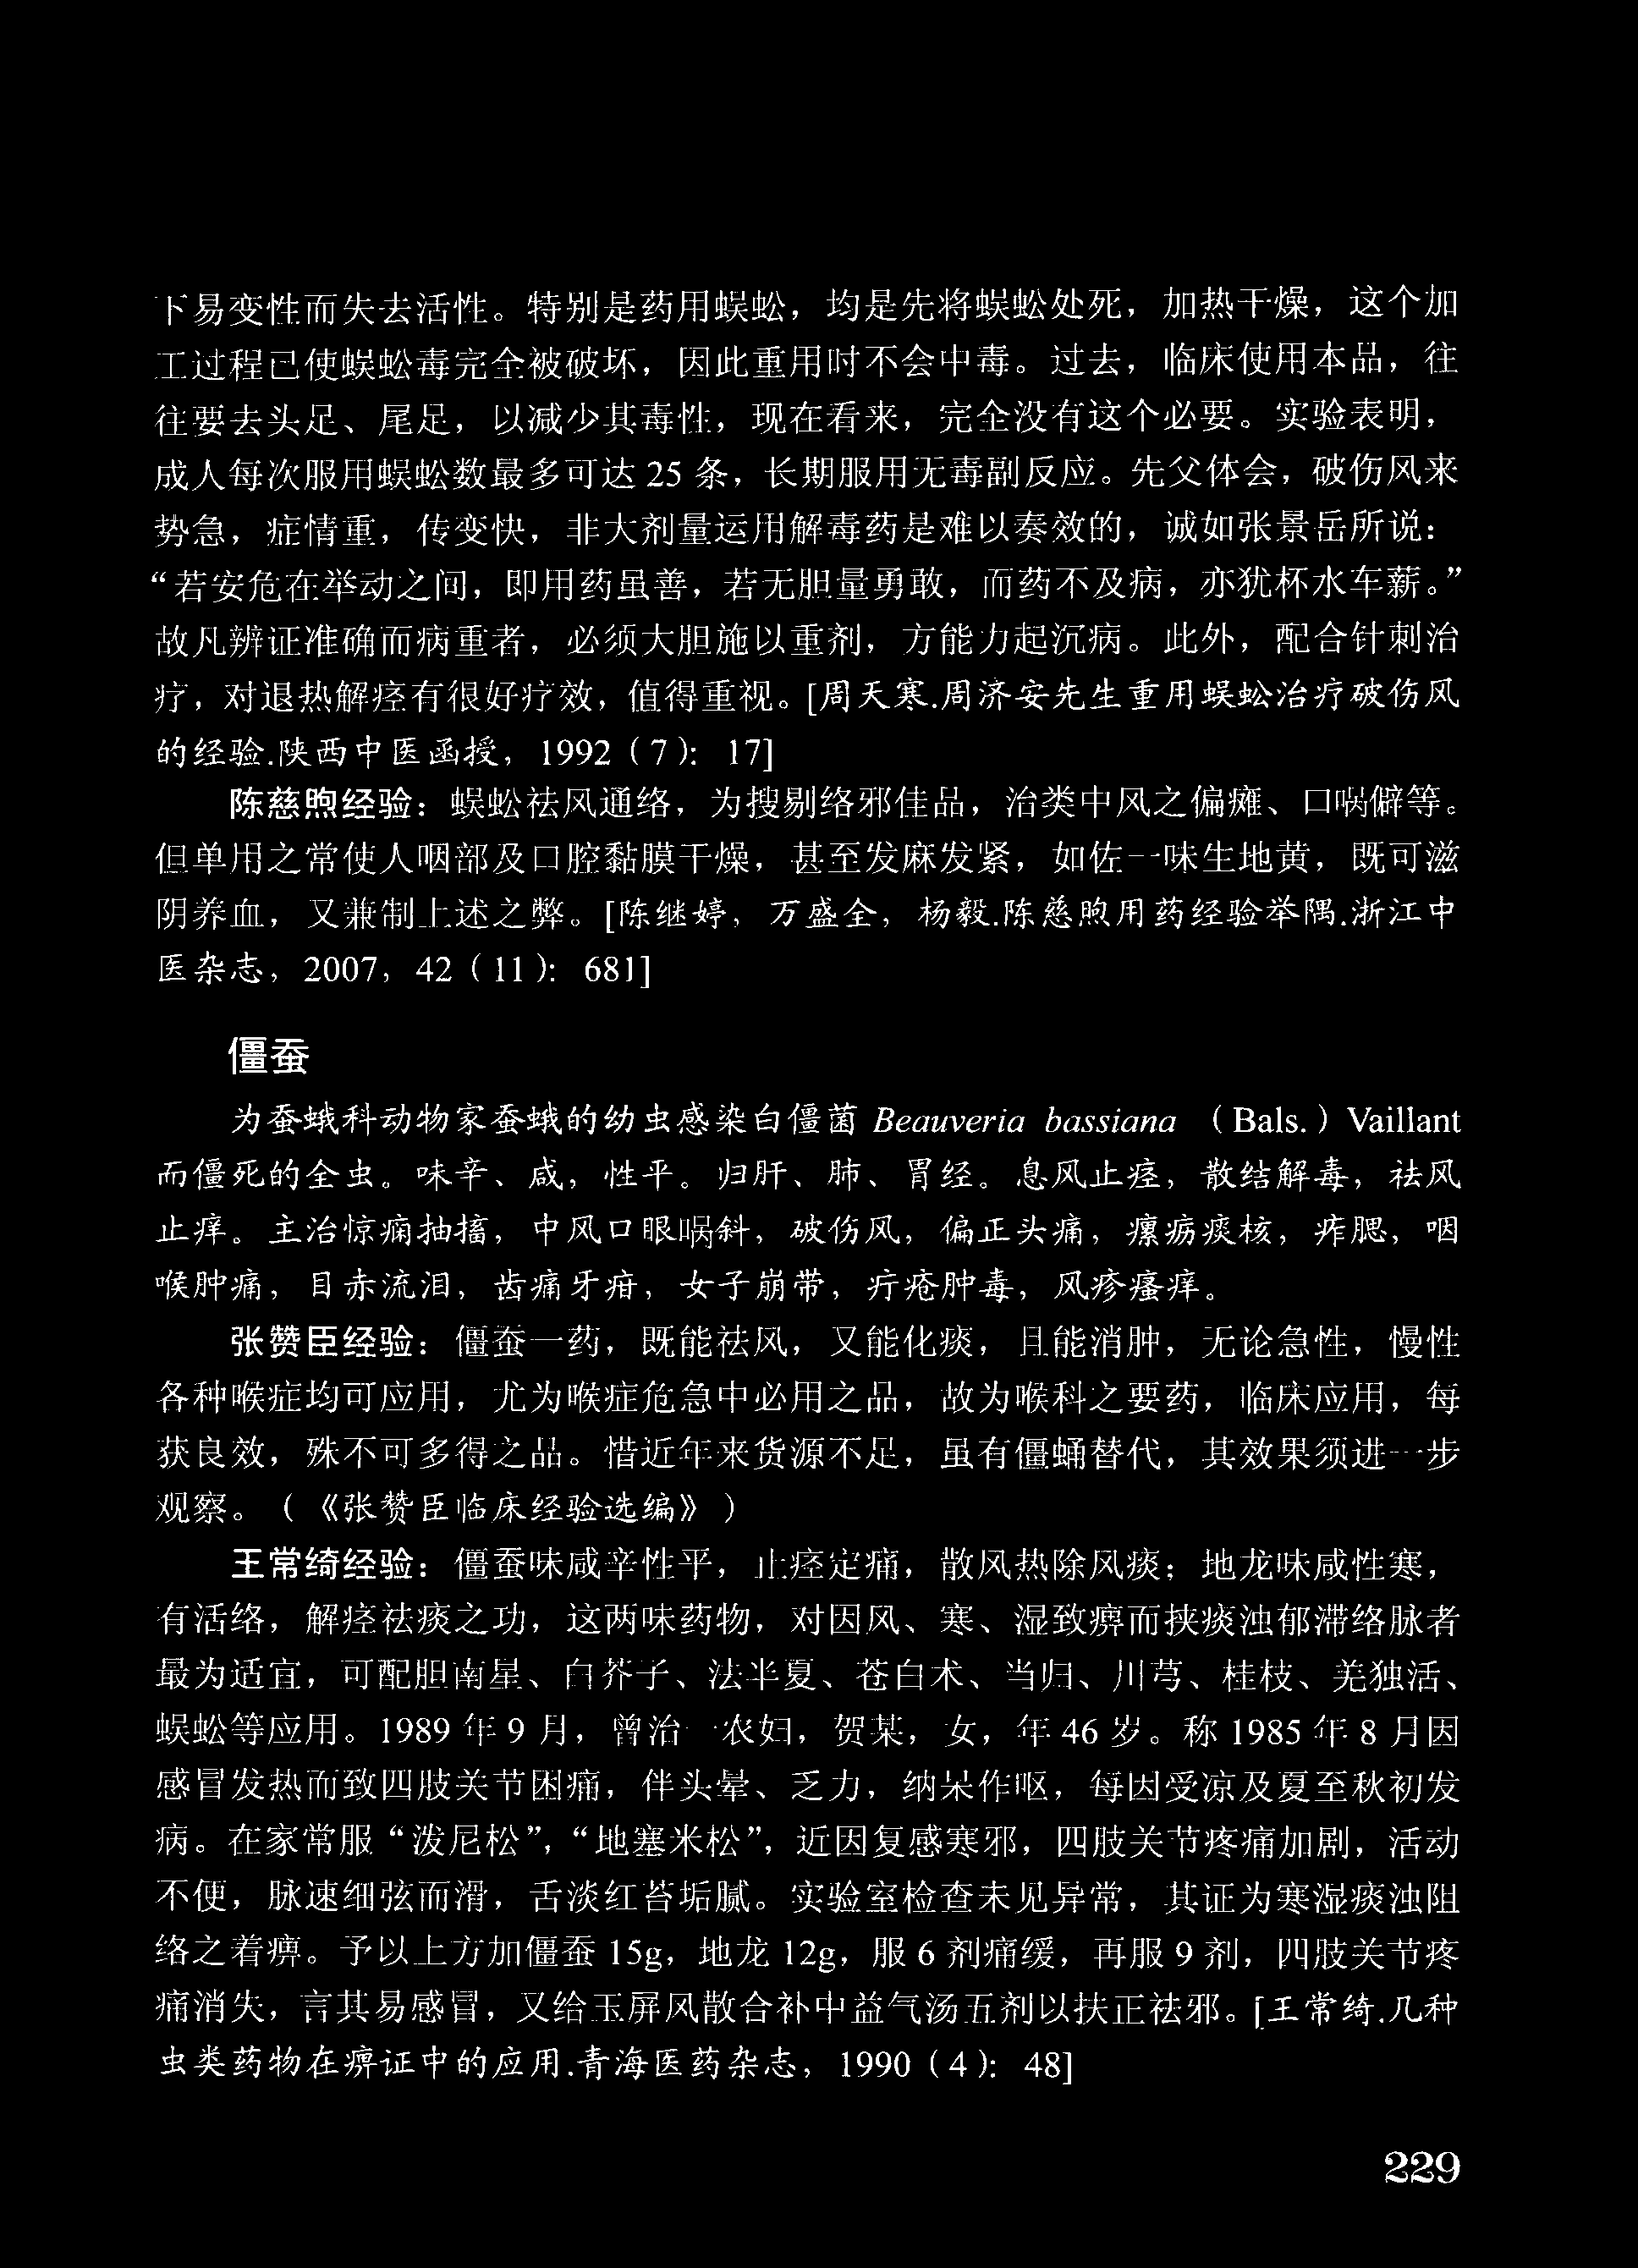 下易变性而失去活性。特别是药用蜈蚣，均是先将蜈蚣处死，加热干燥，这个加
工过程已使蜈蚣毒完全被破坏，因此重用时不会中毒。过去，临床使用本品，往
往要去头足、尾足，以减少其毒性，现在看来，完全没有这个必要。实验表明，
成人每次服用蜈蚣数最多可达 25 条，长期服用无毒副反应。先父体会，破伤风来
势急，症情重，传变快，非大剂量运用解毒药是难以奏效的，诚如张景岳所说：
“若安危在举动之间，即用药虽善，若无胆量勇敢，而药不及病，亦犹杯水车薪。”
故凡辨证准确而病重者，必须大胆施以重剂，方能力起沉病。此外，配合针刺治
疗，对退热解痉有很好疗效，值得重视。[周天寒.周济安先生重用蜈蚣治疗破伤风
的经验.陕西中医函授，1992（7）：17]
陈慈煦经验：蜈蚣祛风通络，为搜剔络邪佳品，治类中风之偏瘫、口㖞僻等。
但单用之常使人咽部及口腔黏膜干燥，甚至发麻发紧，如佐一味生地黄，既可滋
阴养血，又兼制上述之弊。[陈继婷，万盛全，杨毅.陈慈煦用药经验举隅.浙江中
医杂志，2007，42（11）：681]
僵蚕
为蚕蛾科动物家蚕蛾的幼虫感染白僵菌 Beauveria bassiana （Bals.）Vaillant
而僵死的全虫。味辛、咸，性平。归肝、肺、胃经。息风止痉，散结解毒，祛风
止痒。主治惊痫抽搐，中风口眼㖞斜，破伤风，偏正头痛，瘰疬痰核，痄腮，咽
喉肿痛，目赤流泪，齿痛牙疳，女子崩带，疔疮肿毒，风疹瘙痒。
张赞臣经验：僵蚕一药，既能祛风，又能化痰，且能消肿，无论急性，慢性
各种喉症均可应用，尤为喉症危急中必用之品，故为喉科之要药，临床应用，每
获良效，殊不可多得之品。惜近年来货源不足，虽有僵蛹替代，其效果须进一步
观察。（《张赞臣临床经验选编》）
王常绮经验：僵蚕味咸辛性平，止痉定痛，散风热除风痰；地龙味咸性寒，
有活络，解痉祛痰之功，这两味药物，对因风、寒、湿致痹而挟痰浊郁滞络脉者
最为适宜，可配胆南星、白芥子、法半夏、苍白术、当归、川芎、桂枝、羌独活、
蜈蚣等应用。1989 年 9 月，曾治一农妇，贺某，女，年 46 岁。称 1985 年 8 月因
感冒发热而致四肢关节困痛，伴头晕、乏力，纳呆作呕，每因受凉及夏至秋初发
病。在家常服“泼尼松”，“地塞米松”，近因复感寒邪，四肢关节疼痛加剧，活动
不便，脉速细弦而滑，舌淡红苔垢腻。实验室检查未见异常，其证为寒湿痰浊阻
络之着痹。予以上方加僵蚕 15g，地龙 12g，服 6 剂痛缓，再服 9 剂，四肢关节疼
痛消失，言其易感冒，又给玉屏风散合补中益气汤五剂以扶正祛邪。[王常绮.几种
虫类药物在痹证中的应用.青海医药杂志，1990（4）：48]
229